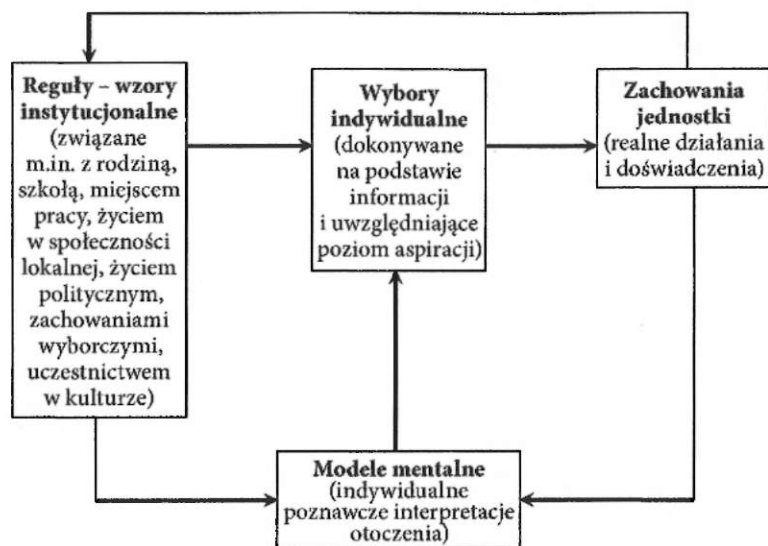 Reguły – wzory
instytucjonalne
(związane
m.in. z rodziną,
szkołą, miejscem
pracy, życiem
w społeczności
lokalnej, życiem
politycznym,
zachowaniami
wyborczymi,
uczestnictwem
w kulturze)
Wybory
indywidualne
(dokonywane
na podstawie
informacji
i uwzględniające
poziom aspiracji)
Zachowania
jednostki
(realne działania
i doświadczenia)
Modele mentalne
(indywidualne
poznawcze interpretacje
otoczenia)